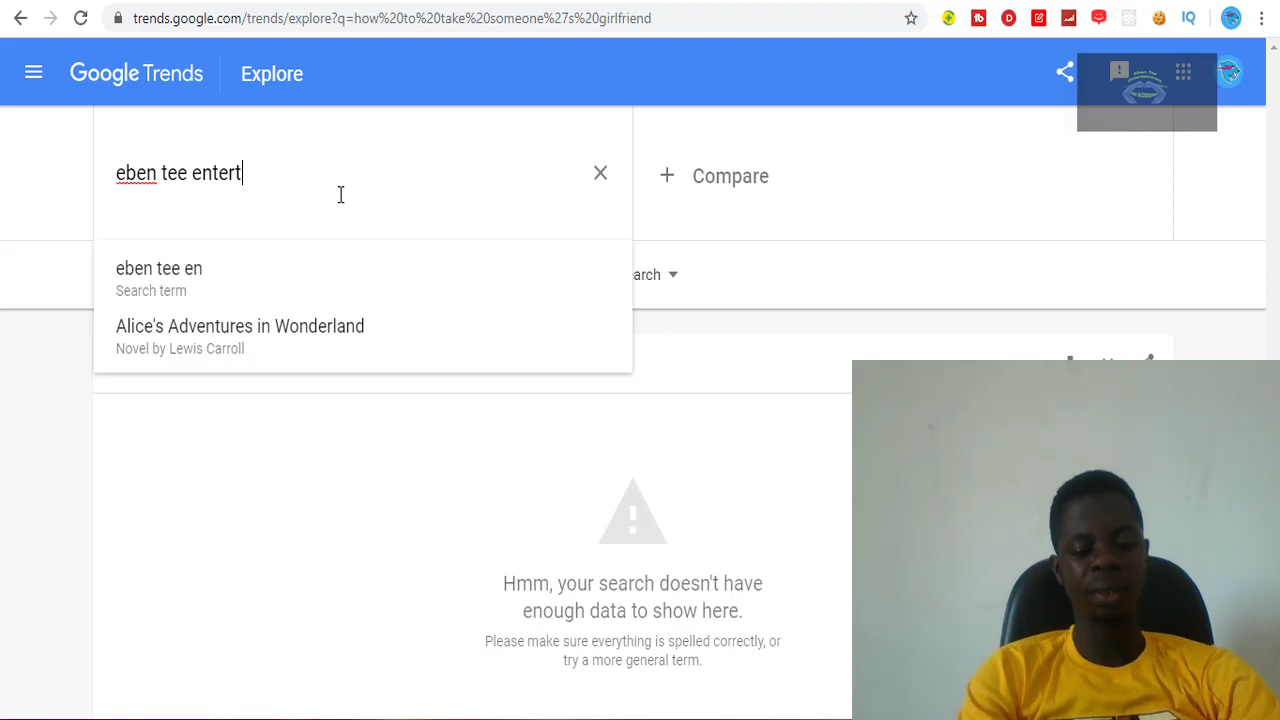 trends.google.com/trends/explore?q=how%20to%20take%20someone%27s%20girlfriend
Google Trends
Explore
eben tee entert
+ Compare
eben tee en
Search term
Alice's Adventures in Wonderland
Novel by Lewis Carroll
arch
Hmm, your search doesn't have
enough data to show here.
Please make sure everything is spelled correctly, or
try a more general term.
IQ